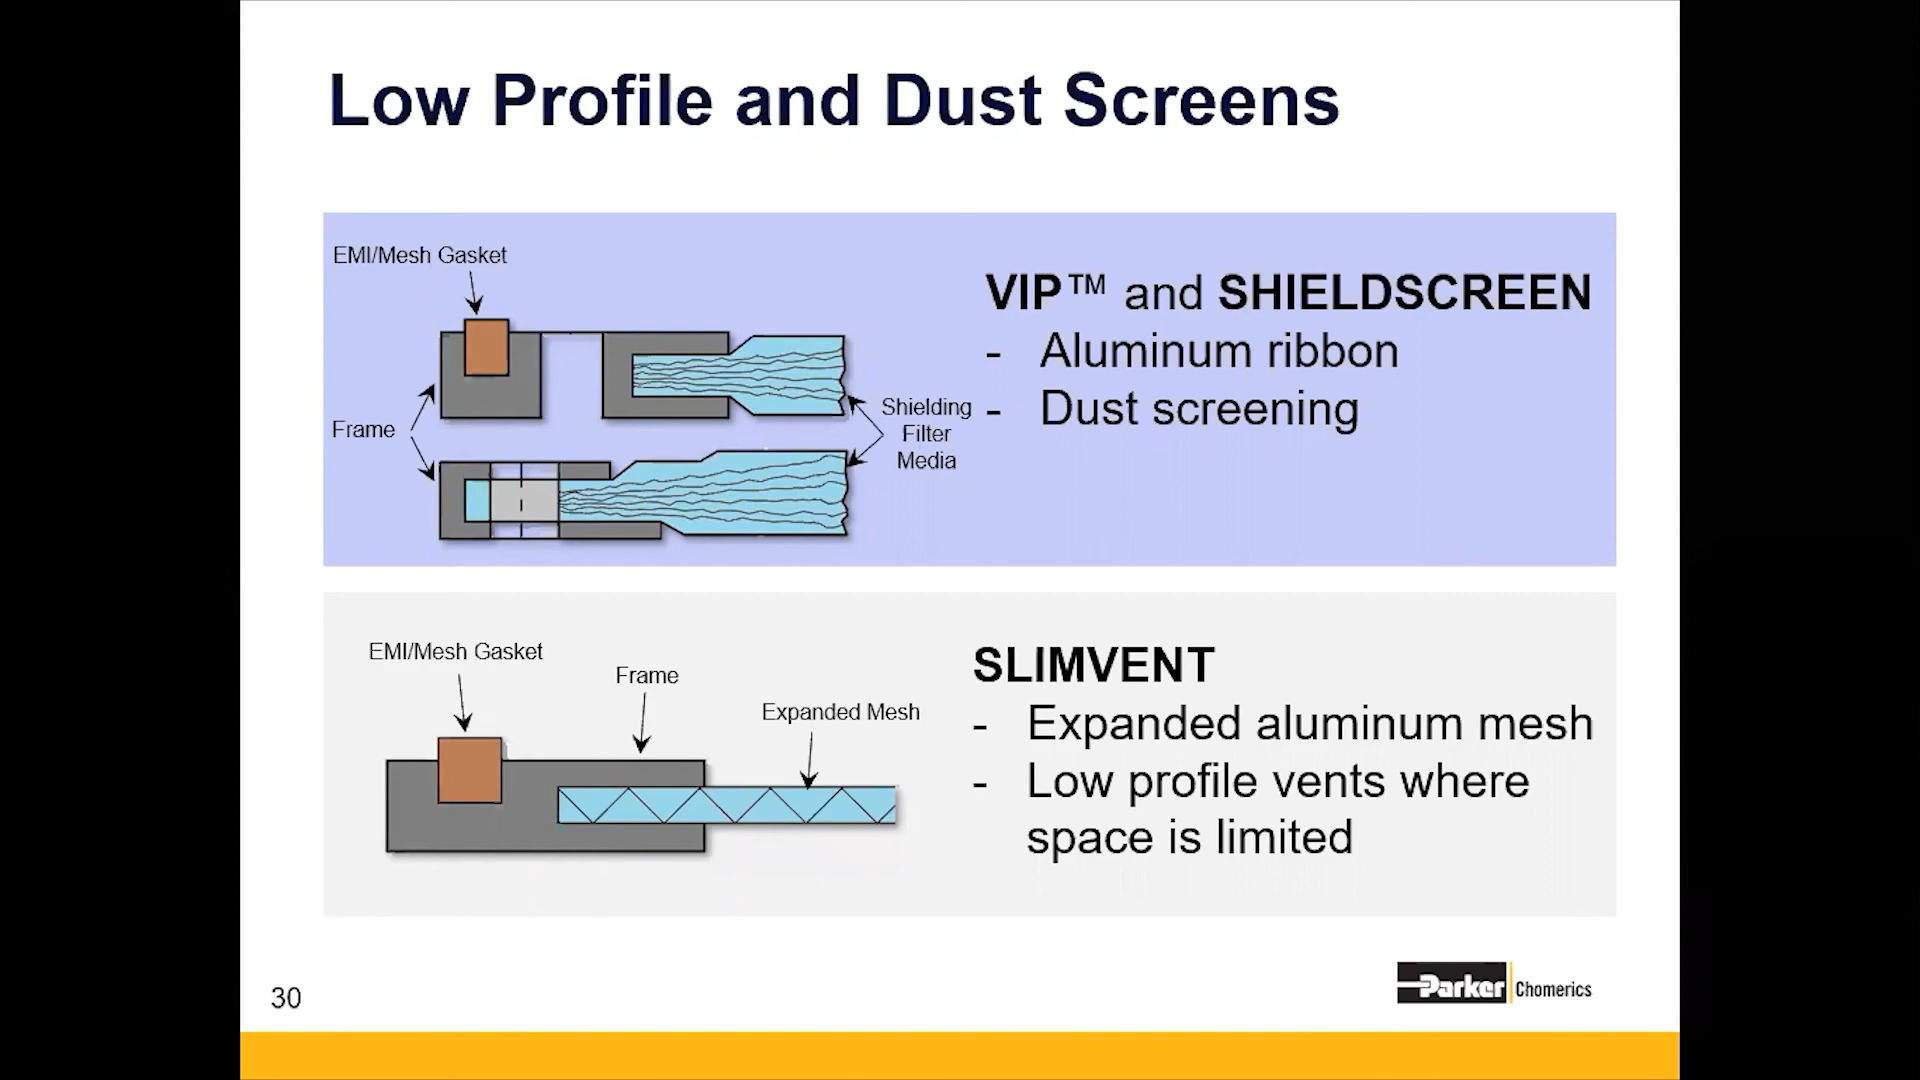 Low Profile and Dust Screens
EMI/Mesh Gasket
Frame
Shielding
Filter
Media
VIP™ and SHIELDSCREEN
- Aluminum ribbon
- Dust screening
EMI/Mesh Gasket
Frame
Expanded Mesh
SLIMVENT
- Expanded aluminum mesh
- Low profile vents where
space is limited
30
Parker Chomerics